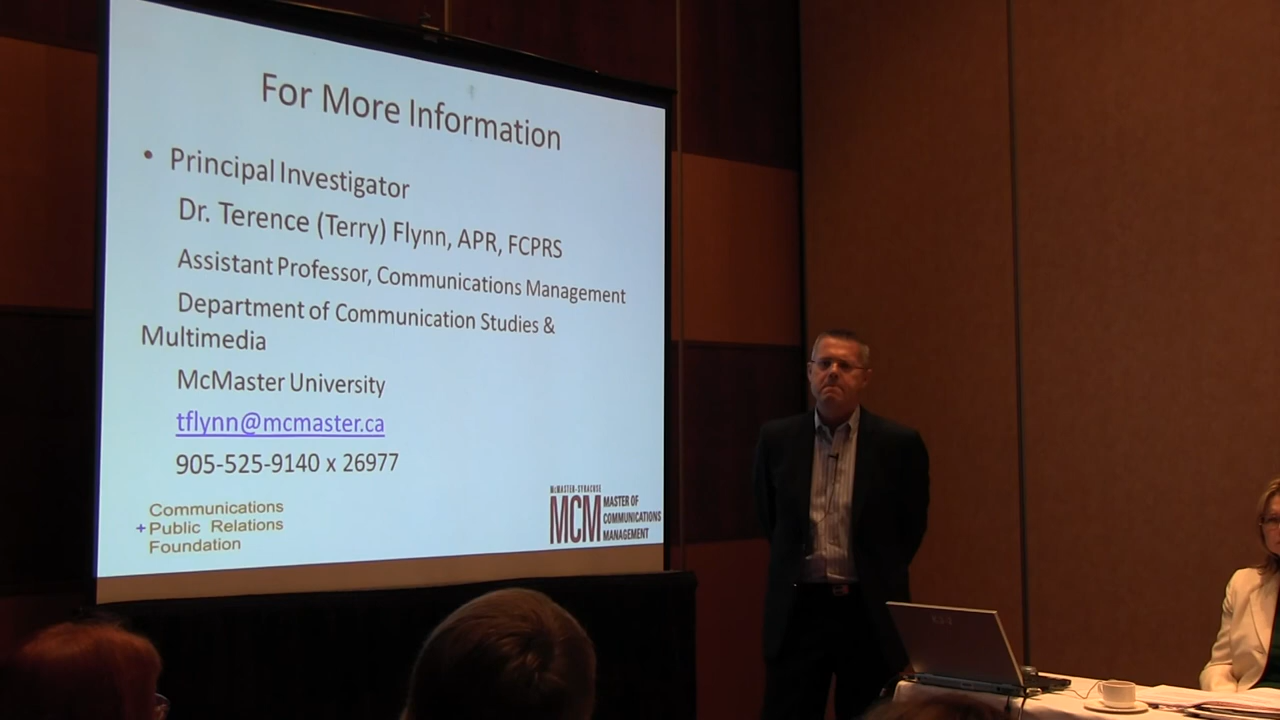 For More Information
• Principal Investigator
Dr. Terence (Terry) Flynn, APR, FCPRS
Assistant Professor, Communications Management
Department of Communication Studies &
Multimedia
McMaster University
tflynn@mcmaster.ca
905-525-9140 x 26977
Communications
+Public Relations
Foundation
McMASTER-SYRACUSE
MCM
MASTER OF
COMMUNICATIONS
MANAGEMENT